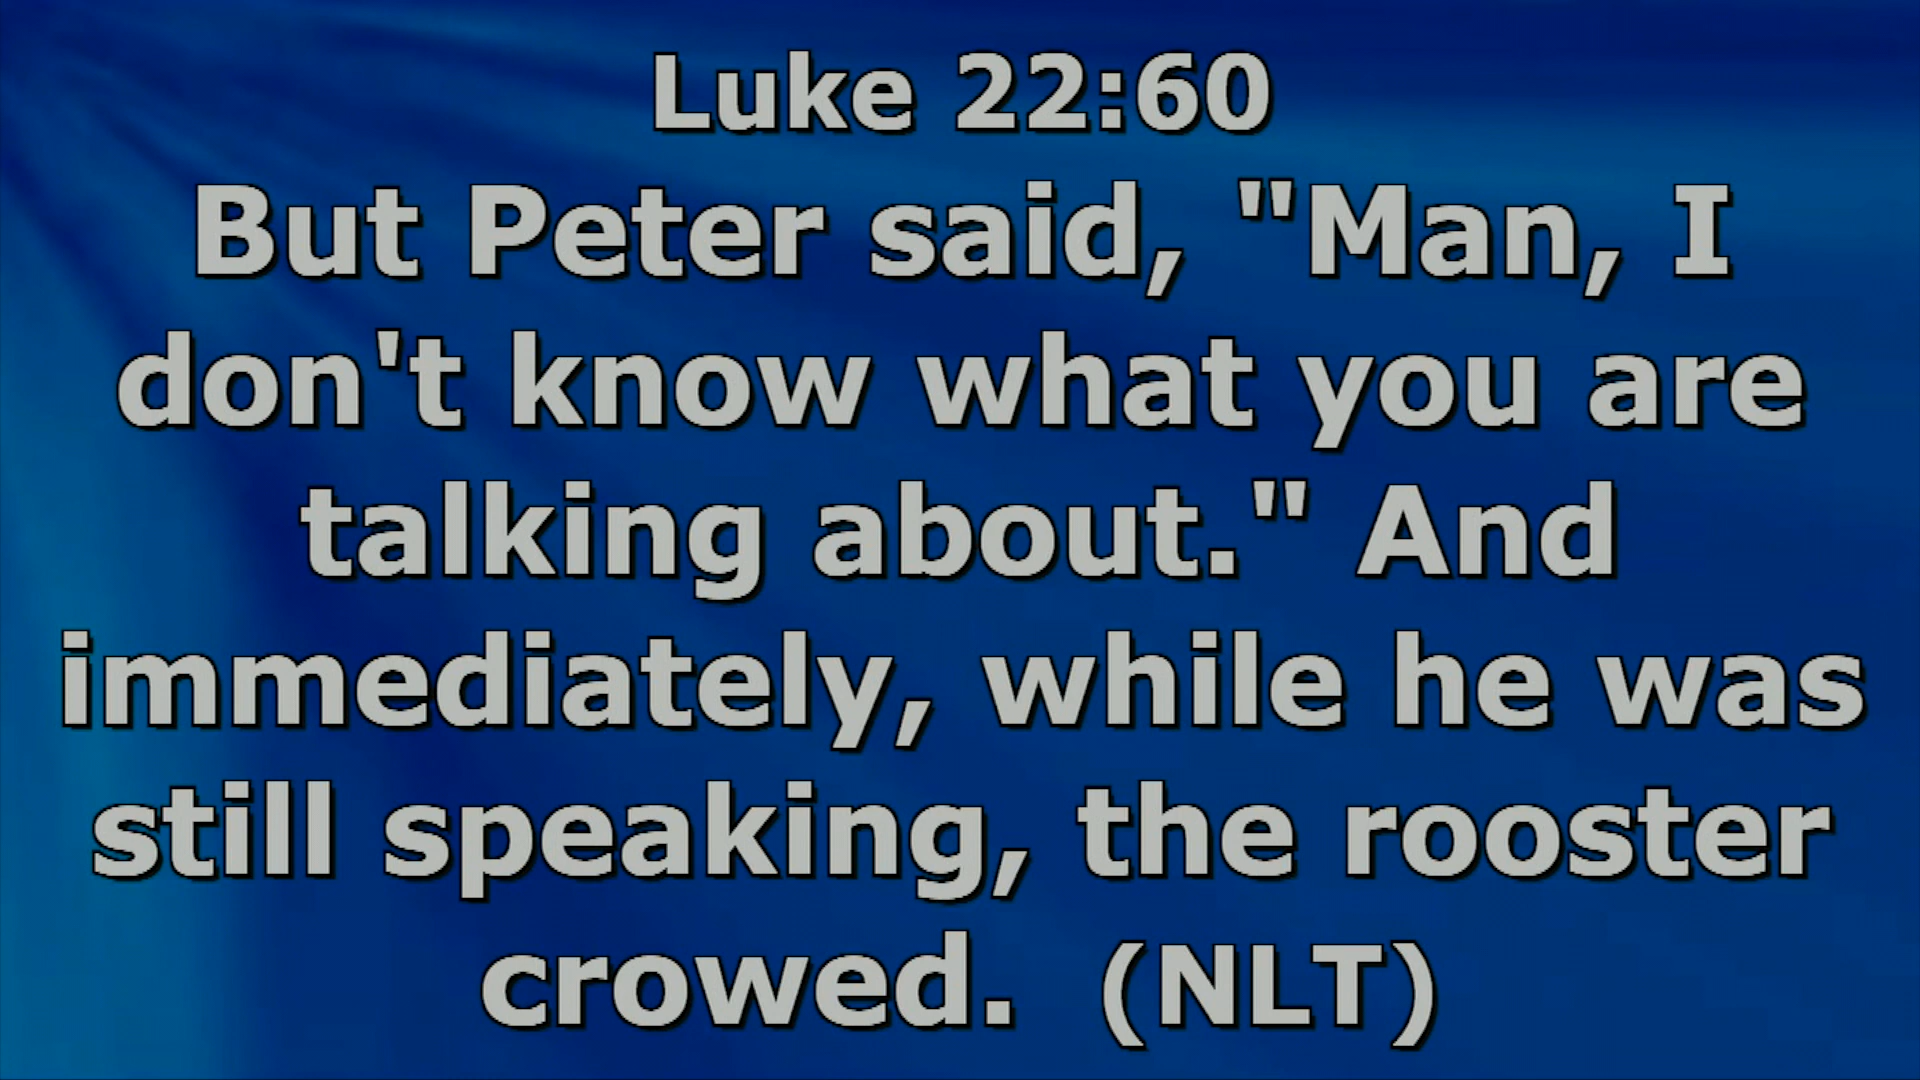 Luke 22:60
But Peter said, "Man, I
don't know what you are
talking about." And
immediately, while he was
still speaking, the rooster
crowed.  (NLT)